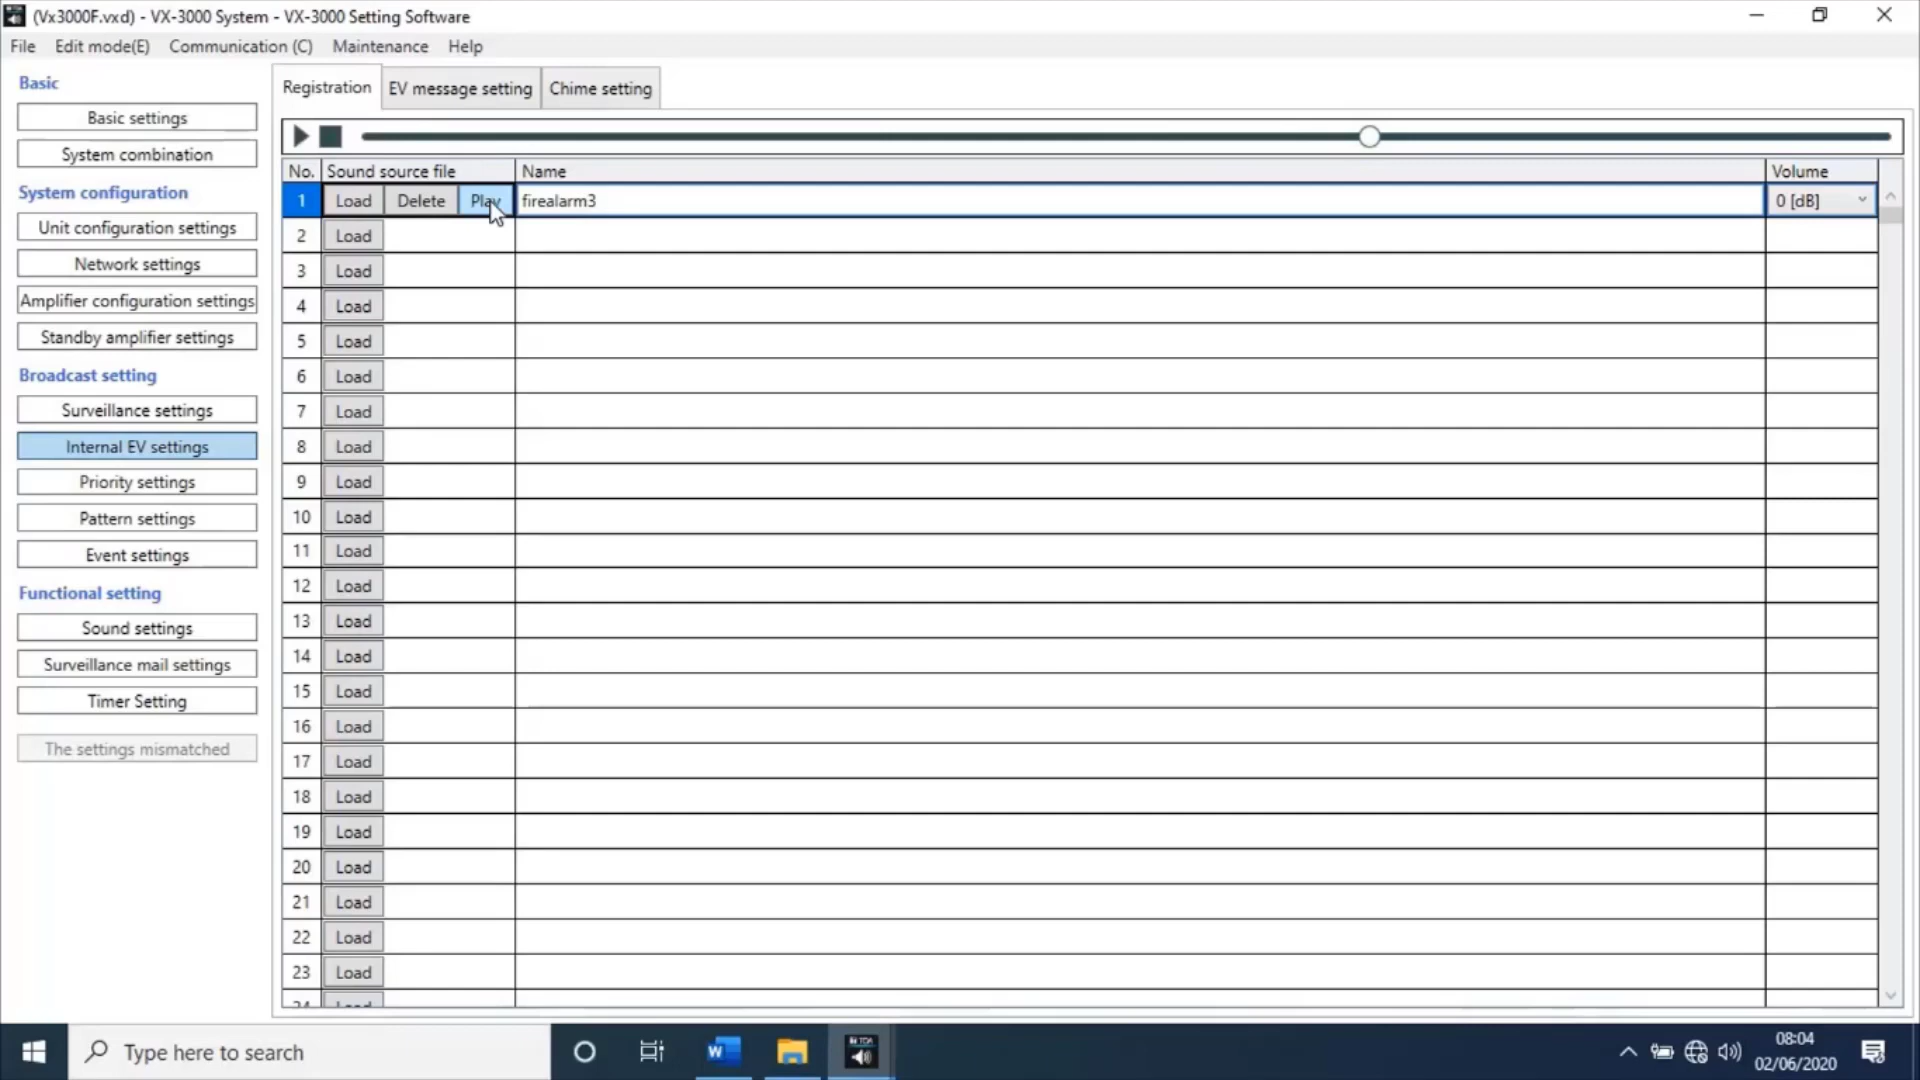 (Vx3000F.vxd) - VX-3000 System - VX-3000 Setting Software
File Edit mode(E) Communication (C) Maintenance Help
Basic
Basic settings
System combination
System configuration
Unit configuration settings
Network settings
Amplifier configuration settings
Standby amplifier settings
Broadcast setting
Surveillance settings
Internal EV settings
Priority settings
Pattern settings
Event settings
Functional setting
Sound settings
Surveillance mail settings
Timer Setting
The settings mismatched
Registration EV message setting Chime setting
No. Sound source file Name Volume
1 Load Delete Play firealarm3 0 [dB]
2 Load
3 Load
4 Load
5 Load
6 Load
7 Load
8 Load
9 Load
10 Load
11 Load
12 Load
13 Load
14 Load
15 Load
16 Load
17 Load
18 Load
19 Load
20 Load
21 Load
22 Load
23 Load
24 Load
Type here to search
08:04
02/06/2020